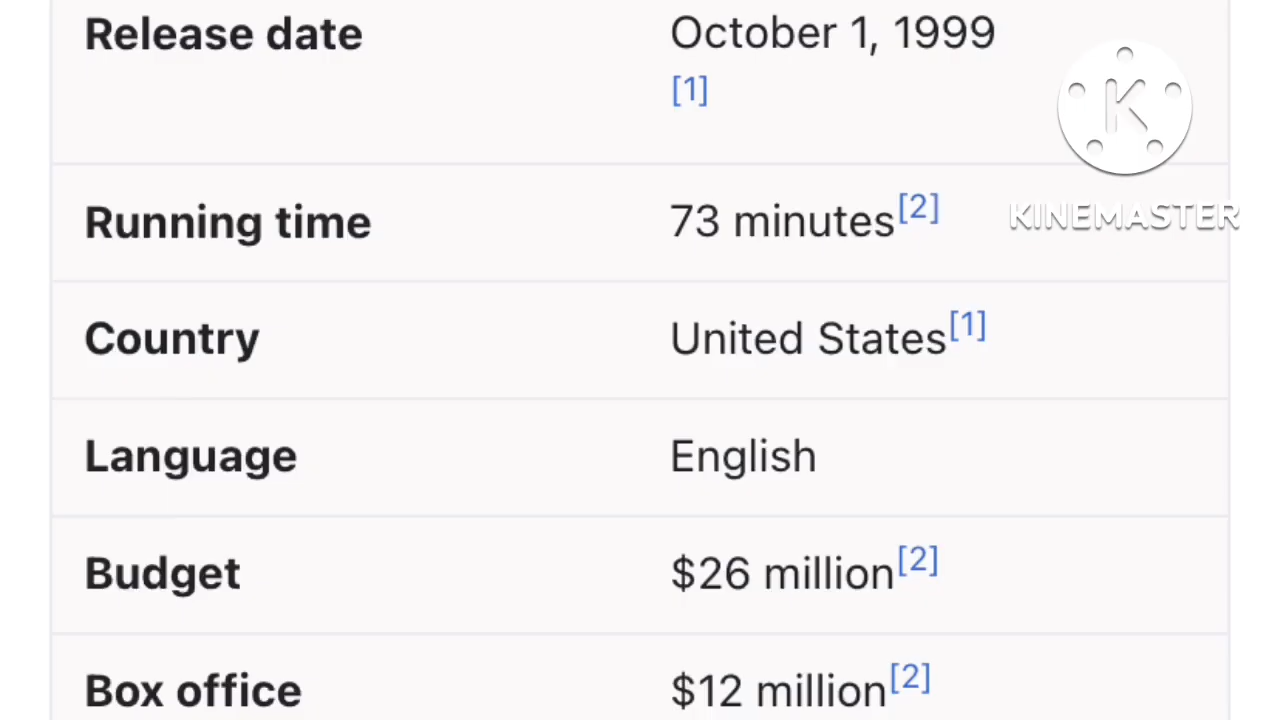 Release date October 1, 1999
[1]
K
KINEMASTER
Running time 73 minutes[2]
Country United States[1]
Language English
Budget $26 million[2]
Box office $12 million[2]